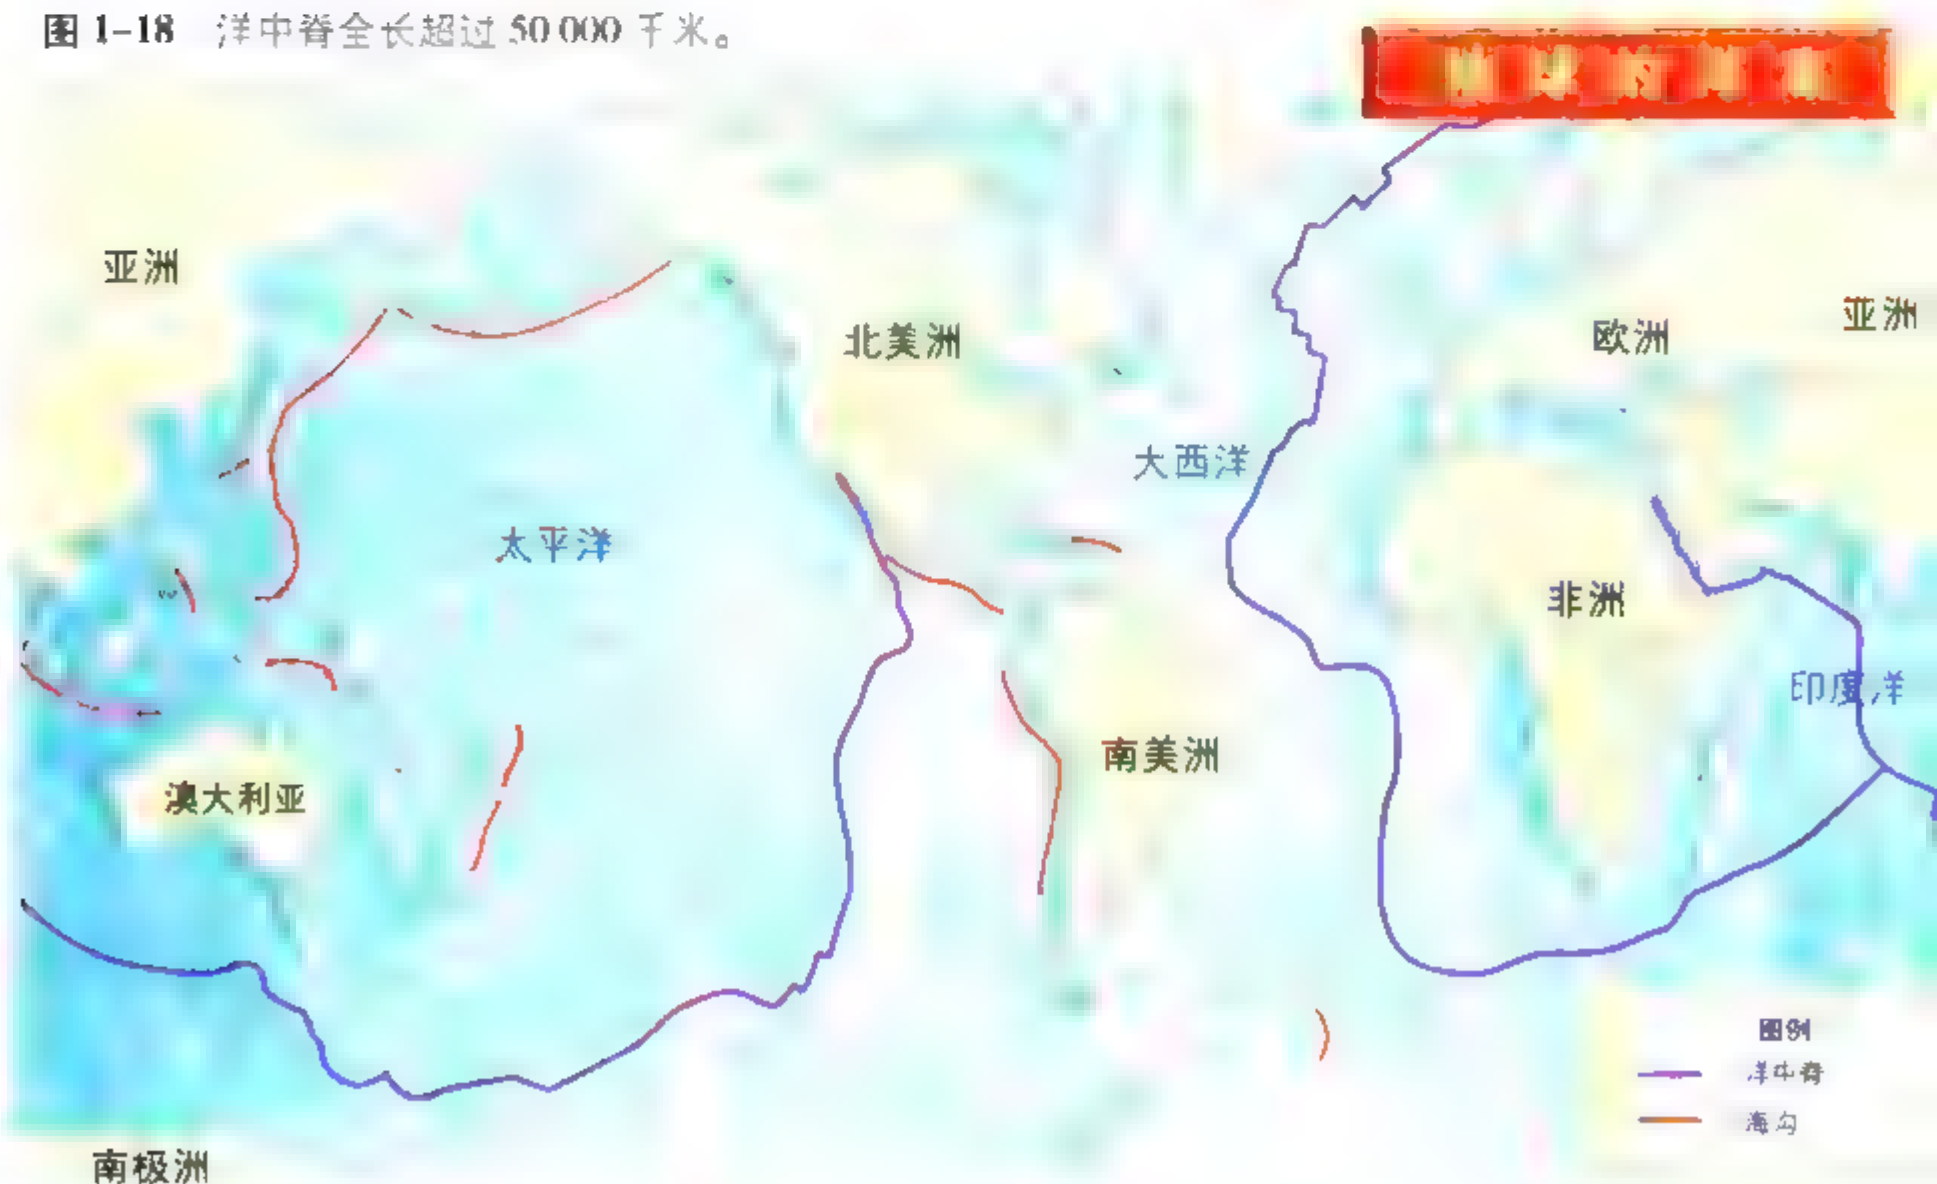 图 1-18 洋中脊全长超过 50 000 千米。
亚洲
北美洲
欧洲
亚洲
大西洋
太平洋
非洲
印度洋
南美洲
澳大利亚
图例
洋中脊
海沟
南极洲